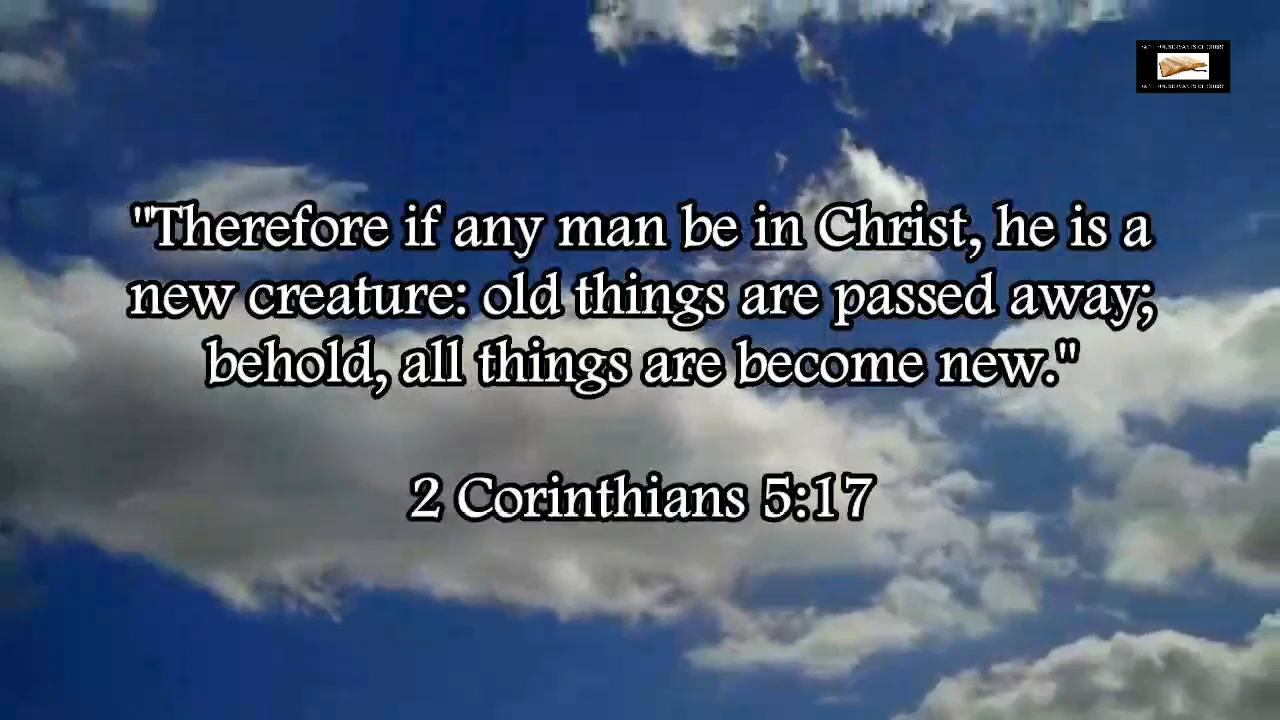 "Therefore if any man be in Christ, he is a
new creature: old things are passed away;
behold, all things are become new."
2 Corinthians 5:17